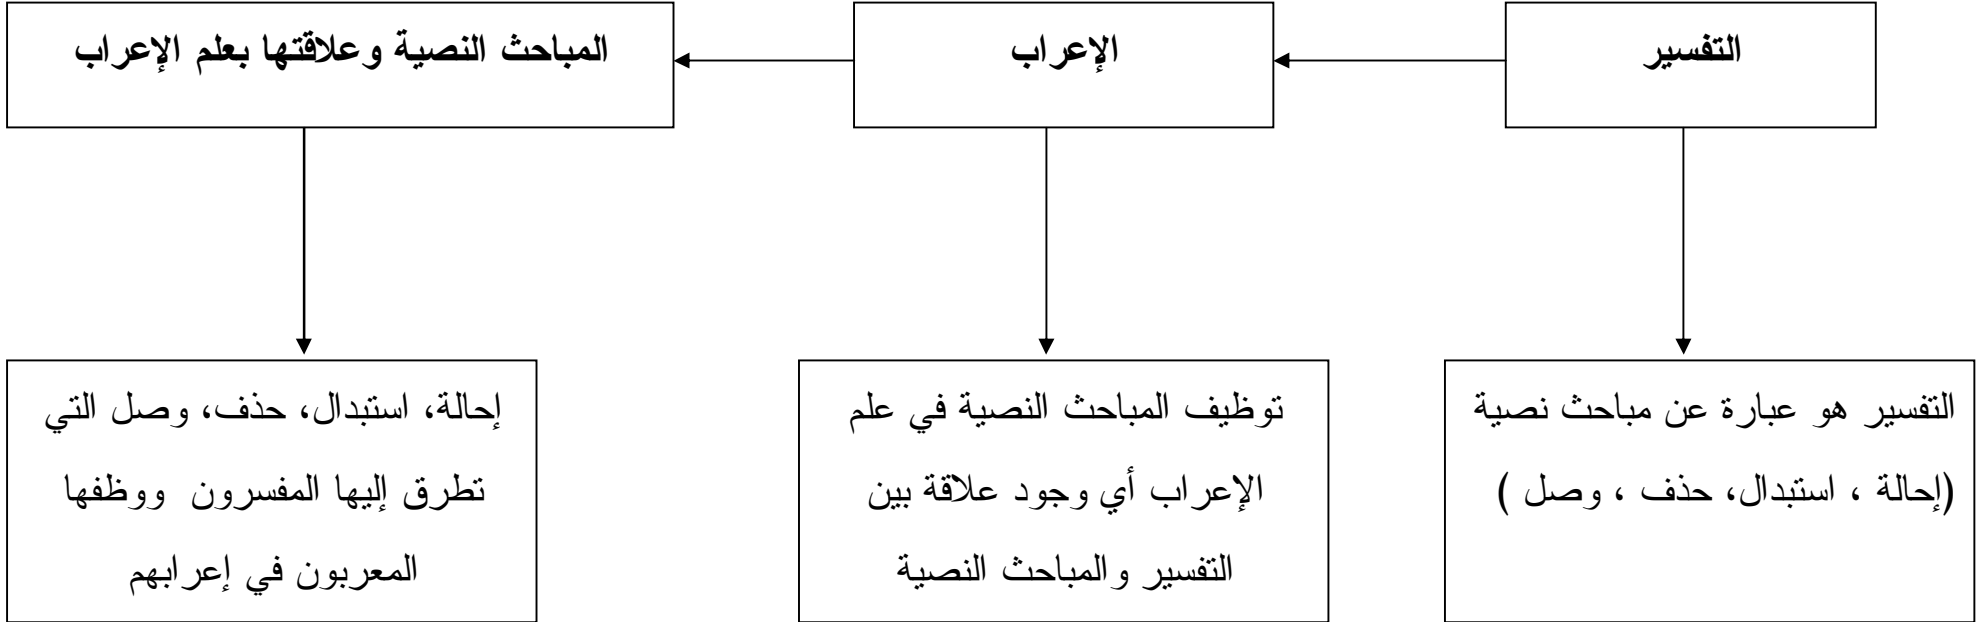 التفسير
الإعراب
المباحث النصية وعلاقتها بعلم الإعراب
التفسير هو عبارة عن مباحث نصية
(إحالة ، استبدال، حذف ، وصل )
توظيف المباحث النصية في علم
الإعراب أي وجود علاقة بين
التفسير والمباحث النصية
إحالة، استبدال، حذف، وصل التي
تطرق إليها المفسرون ووظفها
المعربون في إعرابهم